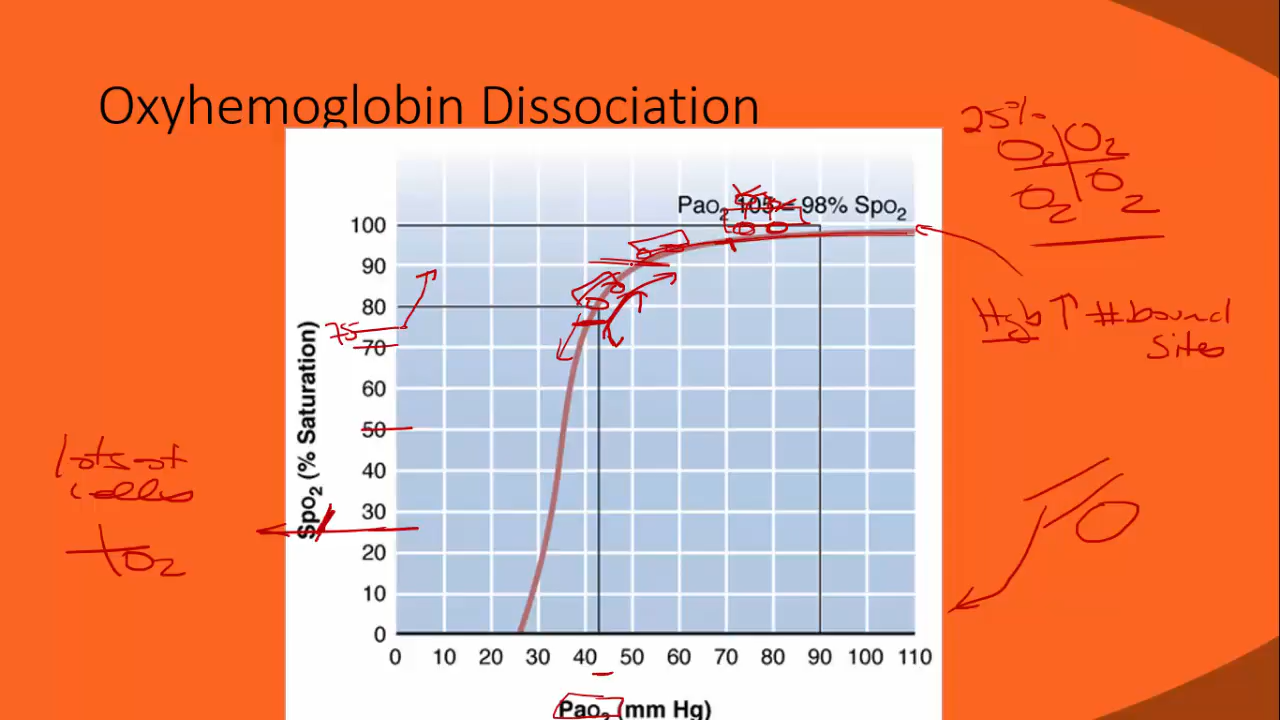 Oxyhemoglobin Dissociation
25%
O2 O2
O2 O2
Pao2 105 = 98% Spo2
100
90
80
75
70
60
50
40
30
20
10
0
Spo2 (% Saturation)
Hgb ↑ # bound
sites
lots of
cells
O2
0 10 20 30 40 50 60 70 80 90 100 110
Pao2 (mm Hg)